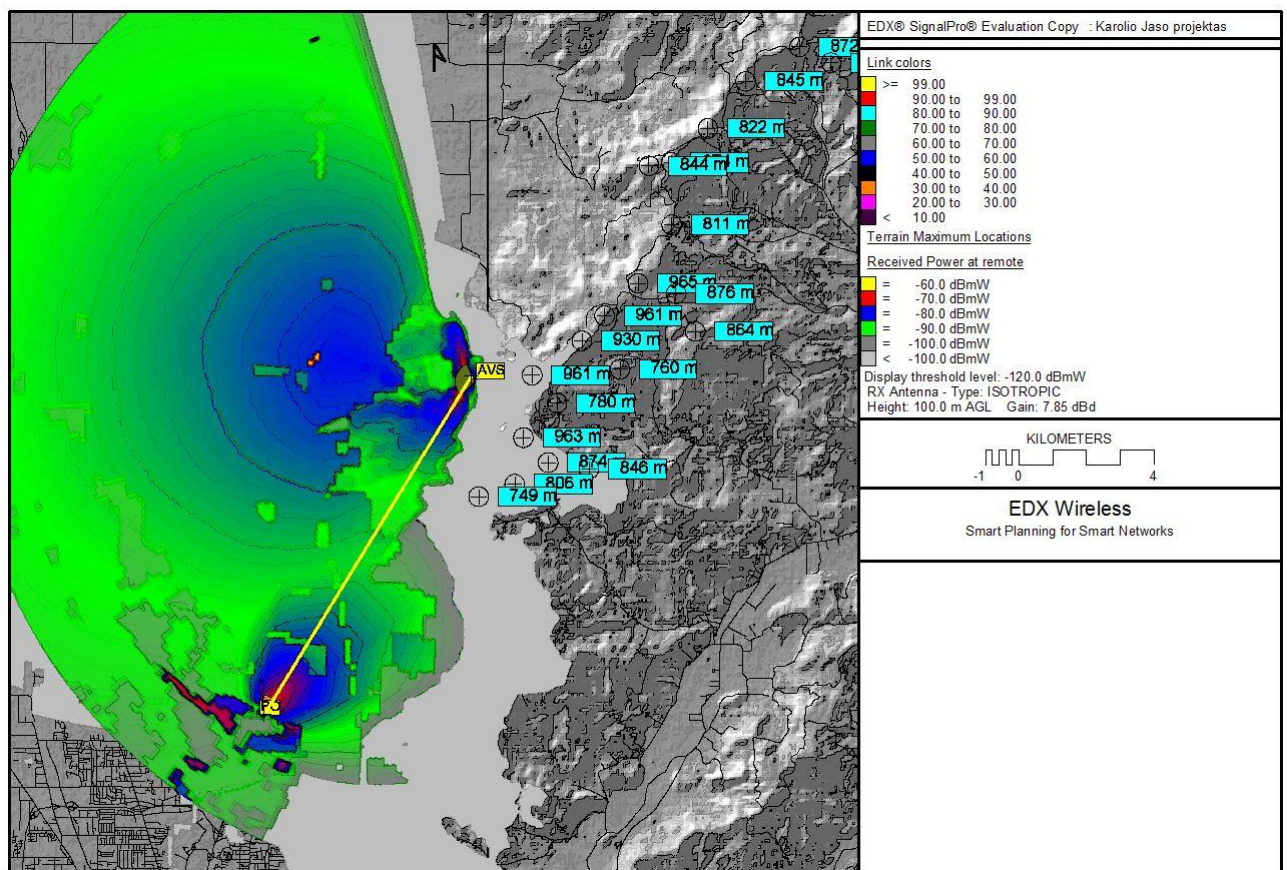 EDX® SignalPro® Evaluation Copy : Karolio Jaso projektas
Link colors
>= 99.00
90.00 to 99.00
80.00 to 90.00
70.00 to 80.00
60.00 to 70.00
50.00 to 60.00
40.00 to 50.00
30.00 to 40.00
20.00 to 30.00
< 10.00
Terrain Maximum Locations
Received Power at remote
= -60.0 dBmW
= -70.0 dBmW
= -80.0 dBmW
= -90.0 dBmW
= -100.0 dBmW
< -100.0 dBmW
Display threshold level: -120.0 dBmW
RX Antenna - Type: ISOTROPIC
Height: 100.0 m AGL Gain: 7.85 dBd
KILOMETERS
-1 0 4
EDX Wireless
Smart Planning for Smart Networks
872
845 m
822 m
844 m
811 m
965 m
876 m
961 m
864 m
930 m
760 m
AVS
961 m
780 m
963 m
874
846 m
806 m
749 m